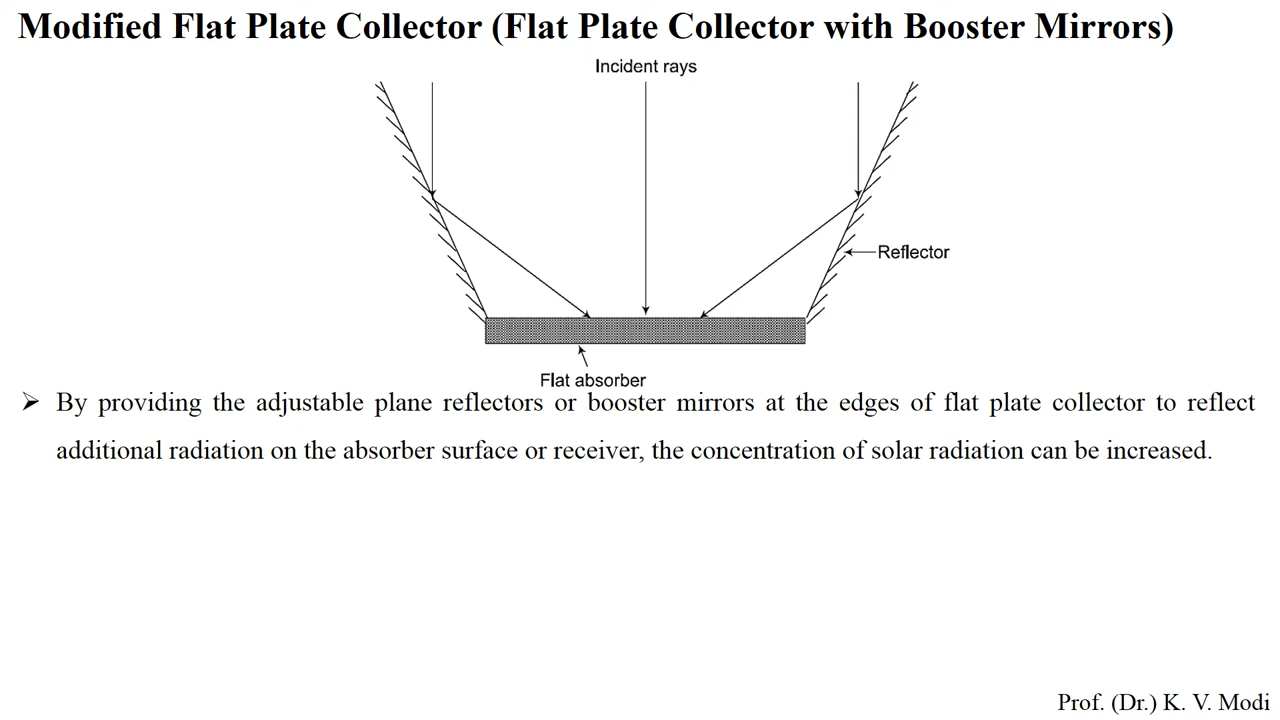 Modified Flat Plate Collector (Flat Plate Collector with Booster Mirrors)
Incident rays
Reflector
Flat absorber
➤ By providing the adjustable plane reflectors or booster mirrors at the edges of flat plate collector to reflect
additional radiation on the absorber surface or receiver, the concentration of solar radiation can be increased.
Prof. (Dr.) K. V. Modi